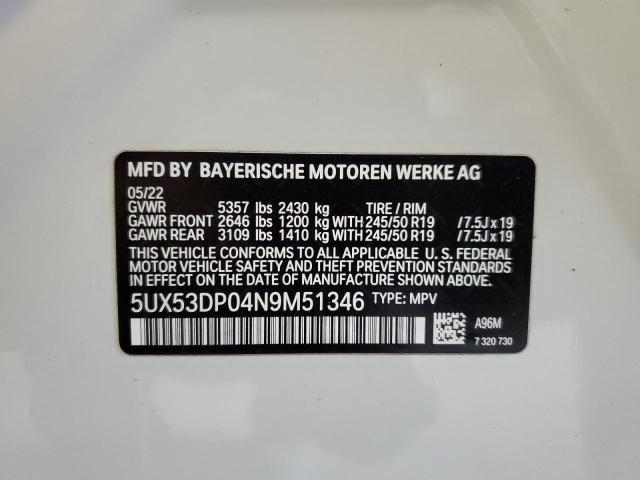 MFD BY BAYERISCHE MOTOREN WERKE AG
05/22
GVWR 5357 lbs 2430 kg TIRE / RIM
GAWR FRONT 2646 lbs 1200 kg WITH 245/50 R19 /7.5J x 19
GAWR REAR 3109 lbs 1410 kg WITH 245/50 R19 /7.5J x 19
THIS VEHICLE CONFORMS TO ALL APPLICABLE U. S. FEDERAL
MOTOR VEHICLE SAFETY STANDARDS
IN EFFECT ON THE DATE OF MANUFACTURE SHOWN ABOVE.
5UX53DP04N9M51346 TYPE: MPV
A96M
7 320 730